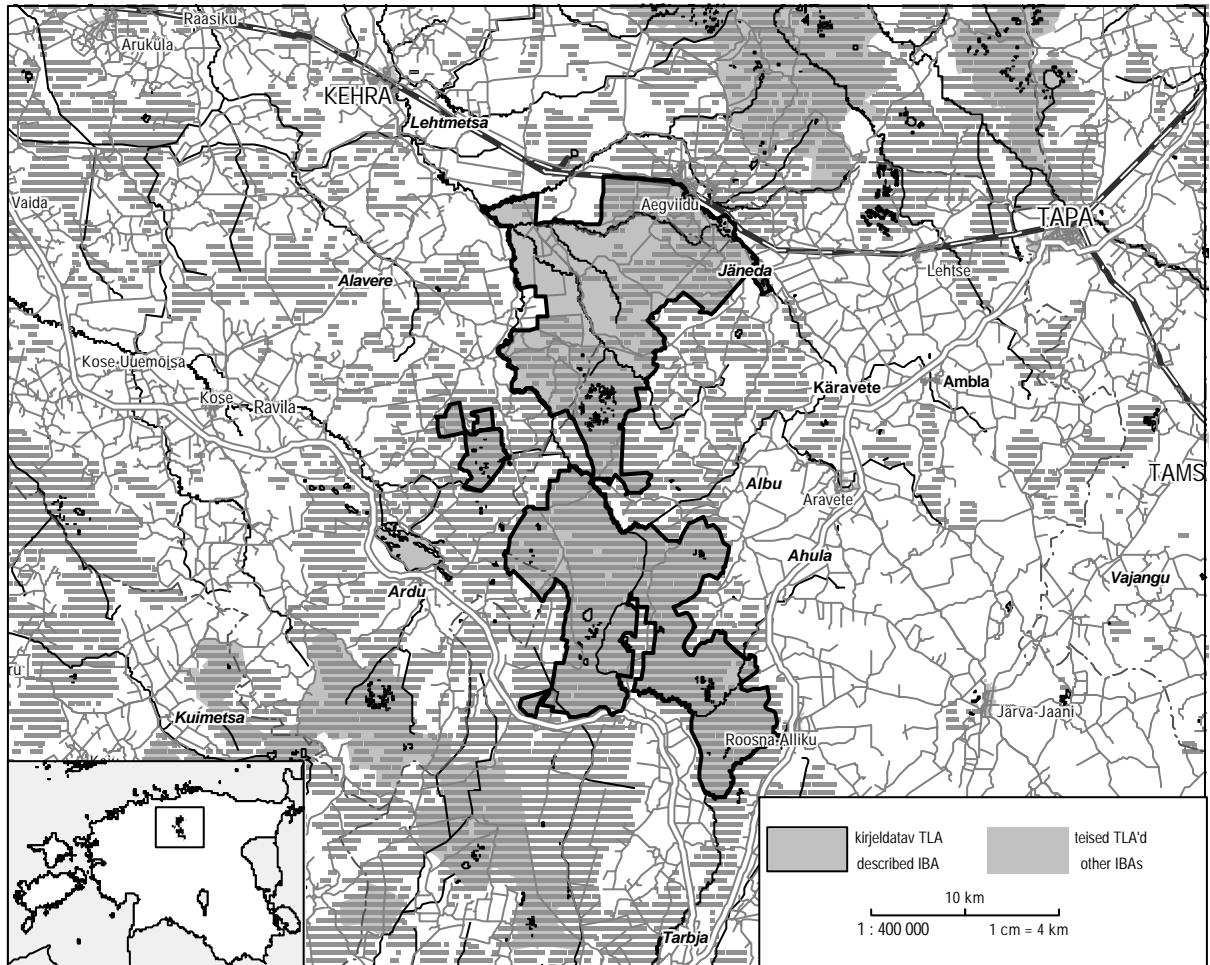 Raasiku
Aruküla
KEHRA
Lehtmetsa
Vaida
Aegviidu
TAPA
Lehtse
Jäneda
Alavere
Kose-Uuemõisa
Käravete
Ambla
Kose
Ravila
TAMS
Albu
Aravete
Ahula
Vajangu
Ardu
Kuimetsa
Järva-Jaani
Roosna-Alliku
kirjeldatav TLA
teised TLA'd
described IBA
other IBAs
10 km
1 : 400 000
1 cm = 4 km
Tarbja